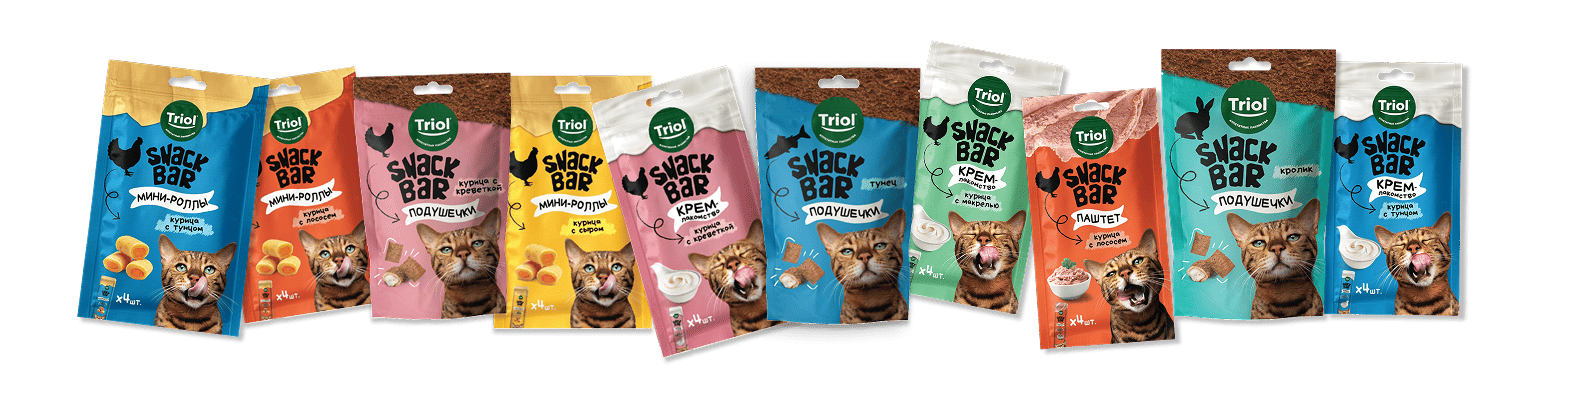 Triol
SNACK
BAR
МИНИ-РОЛЛЫ
курица
с тунцом
x4шт.
Triol
SNACK
BAR
МИНИ-РОЛЛЫ
курица
с лососем
x4шт.
Triol
SNACK
BAR
курица с
креветкой
ПОДУШЕЧКИ
Triol
SNACK
BAR
МИНИ-РОЛЛЫ
курица
с сыром
x4шт.
Triol
SNACK
BAR
КРЕМ-
лакомство
курица
с креветкой
x4шт.
Triol
SNACK
BAR
тунец
ПОДУШЕЧКИ
Triol
SNACK
BAR
КРЕМ-
лакомство
курица
с макрелью
x4шт.
Triol
SNACK
BAR
ПАШТЕТ
курица
с лососем
x4шт.
Triol
SNACK
BAR
кролик
ПОДУШЕЧКИ
Triol
SNACK
BAR
КРЕМ-
лакомство
курица
с тунцом
x4шт.